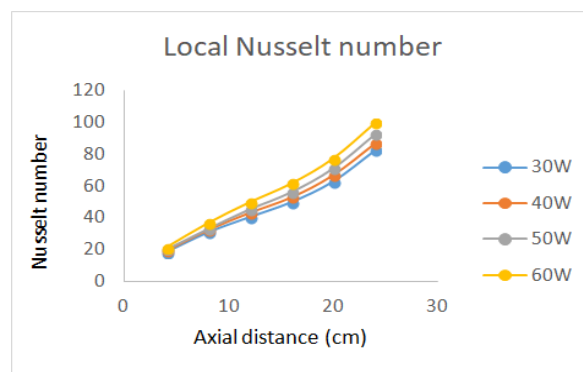 Local Nusselt number
120
100
80
60
40
20
0
Nusselt number
0 10 20 30
Axial distance (cm)
30W
40W
50W
60W